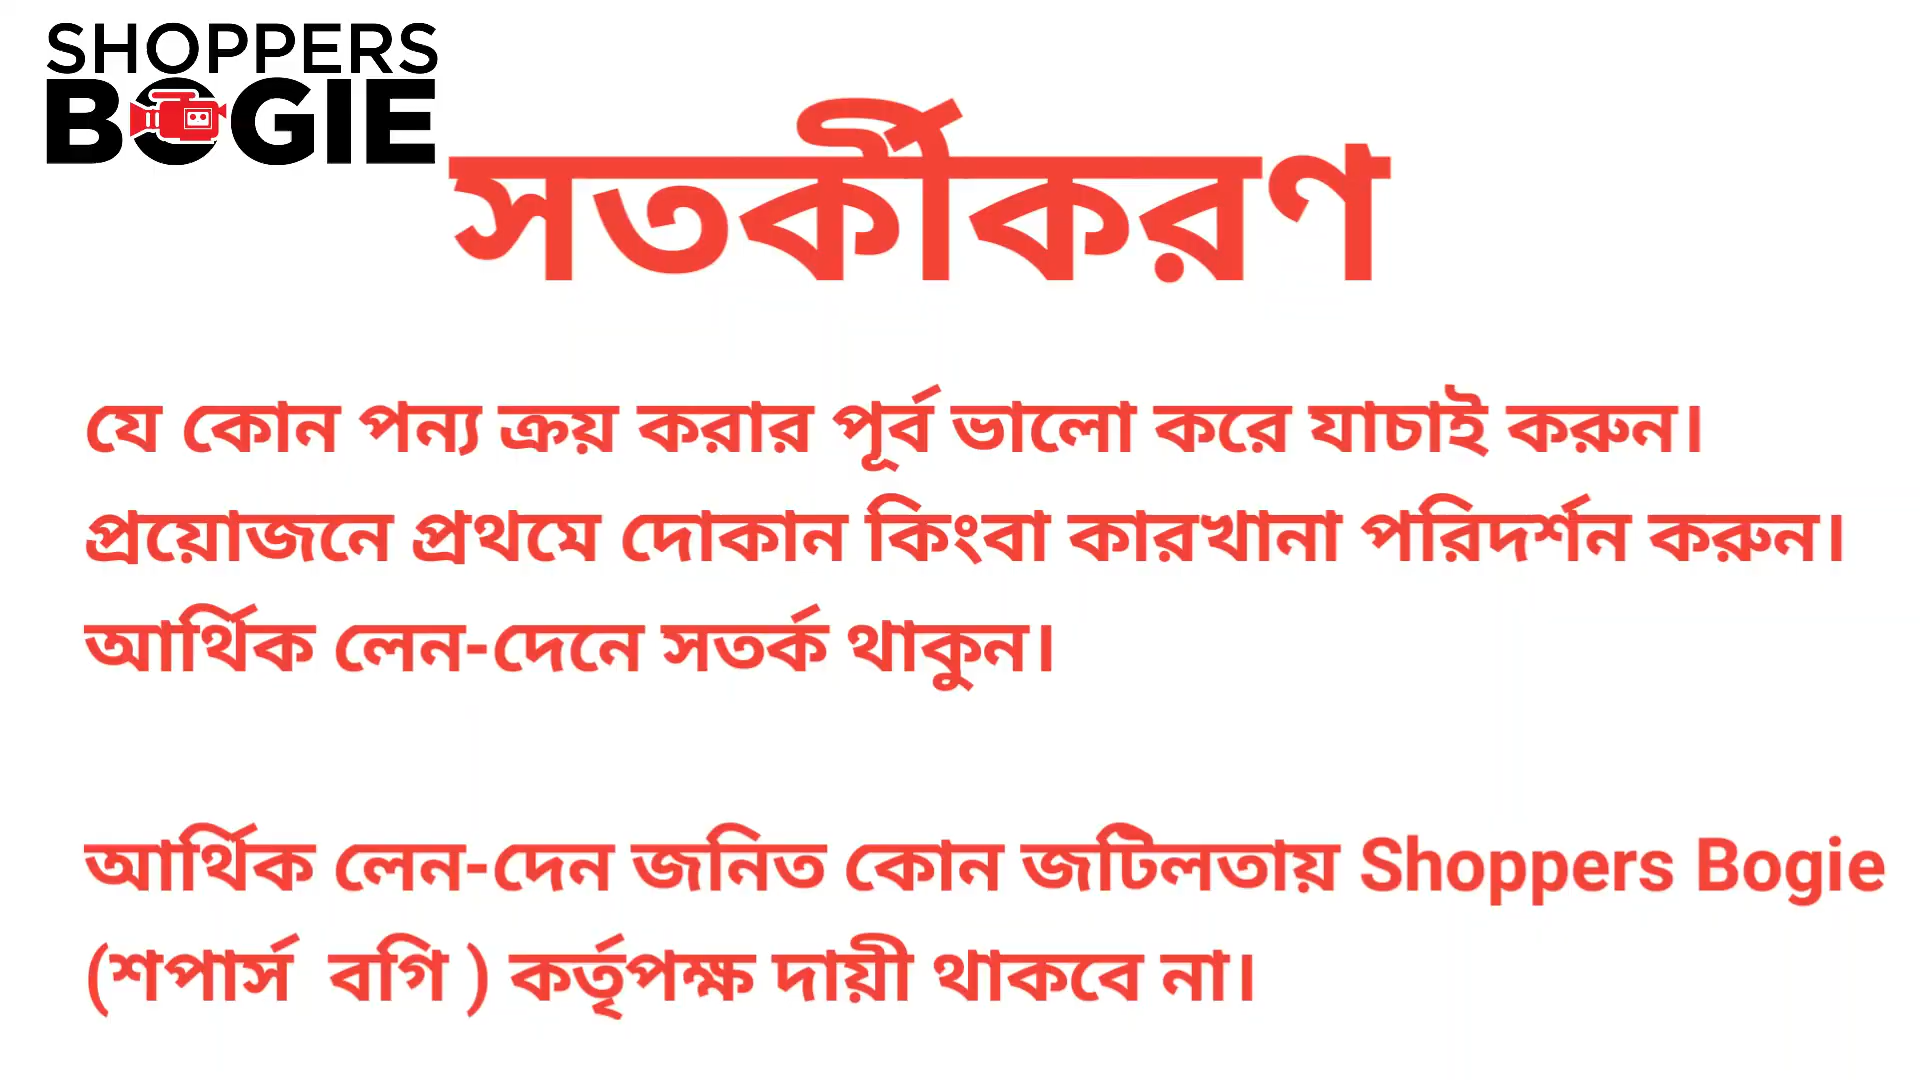 SHOPPERS
BOGIE
সতর্কীকরণ
যে কোন পন্য ক্রয় করার পূর্ব ভালো করে যাচাই করুন।
প্রয়োজনে প্রথমে দোকান কিংবা কারখানা পরিদর্শন করুন।
আর্থিক লেন-দেনে সতর্ক থাকুন।
আর্থিক লেন-দেন জনিত কোন জটিলতায় Shoppers Bogie
(শপার্স বগি ) কর্তৃপক্ষ দায়ী থাকবে না।